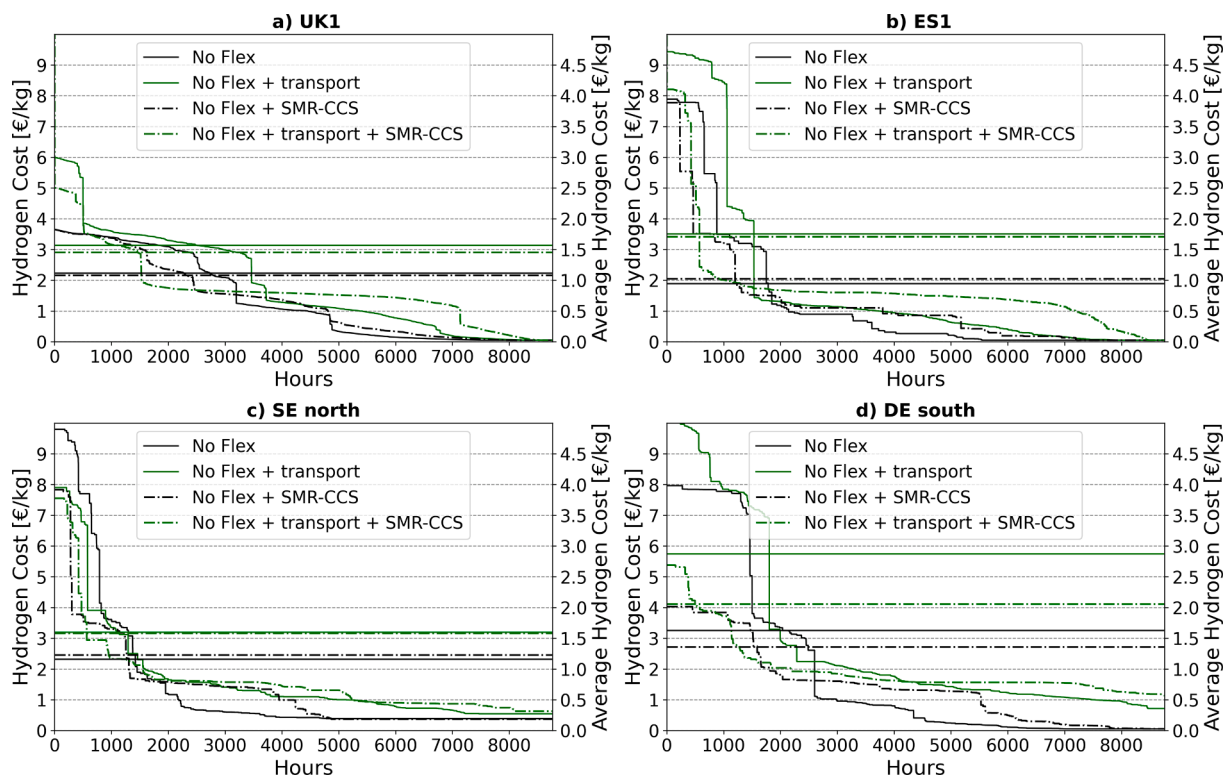 a) UK1
Hydrogen Cost [€/kg]
9
8
7
6
5
4
3
2
1
0
No Flex
No Flex + transport
No Flex + SMR-CCS
No Flex + transport + SMR-CCS
4.5
4.0
3.5
3.0
2.5
2.0
1.5
1.0
0.5
0.0
Average Hydrogen Cost [€/kg]
0 1000 2000 3000 4000 5000 6000 7000 8000
Hours
b) ES1
Hydrogen Cost [€/kg]
9
8
7
6
5
4
3
2
1
0
No Flex
No Flex + transport
No Flex + SMR-CCS
No Flex + transport + SMR-CCS
4.5
4.0
3.5
3.0
2.5
2.0
1.5
1.0
0.5
0.0
Average Hydrogen Cost [€/kg]
0 1000 2000 3000 4000 5000 6000 7000 8000
Hours
c) SE north
Hydrogen Cost [€/kg]
9
8
7
6
5
4
3
2
1
0
No Flex
No Flex + transport
No Flex + SMR-CCS
No Flex + transport + SMR-CCS
4.5
4.0
3.5
3.0
2.5
2.0
1.5
1.0
0.5
0.0
Average Hydrogen Cost [€/kg]
0 1000 2000 3000 4000 5000 6000 7000 8000
Hours
d) DE south
Hydrogen Cost [€/kg]
9
8
7
6
5
4
3
2
1
0
No Flex
No Flex + transport
No Flex + SMR-CCS
No Flex + transport + SMR-CCS
4.5
4.0
3.5
3.0
2.5
2.0
1.5
1.0
0.5
0.0
Average Hydrogen Cost [€/kg]
0 1000 2000 3000 4000 5000 6000 7000 8000
Hours